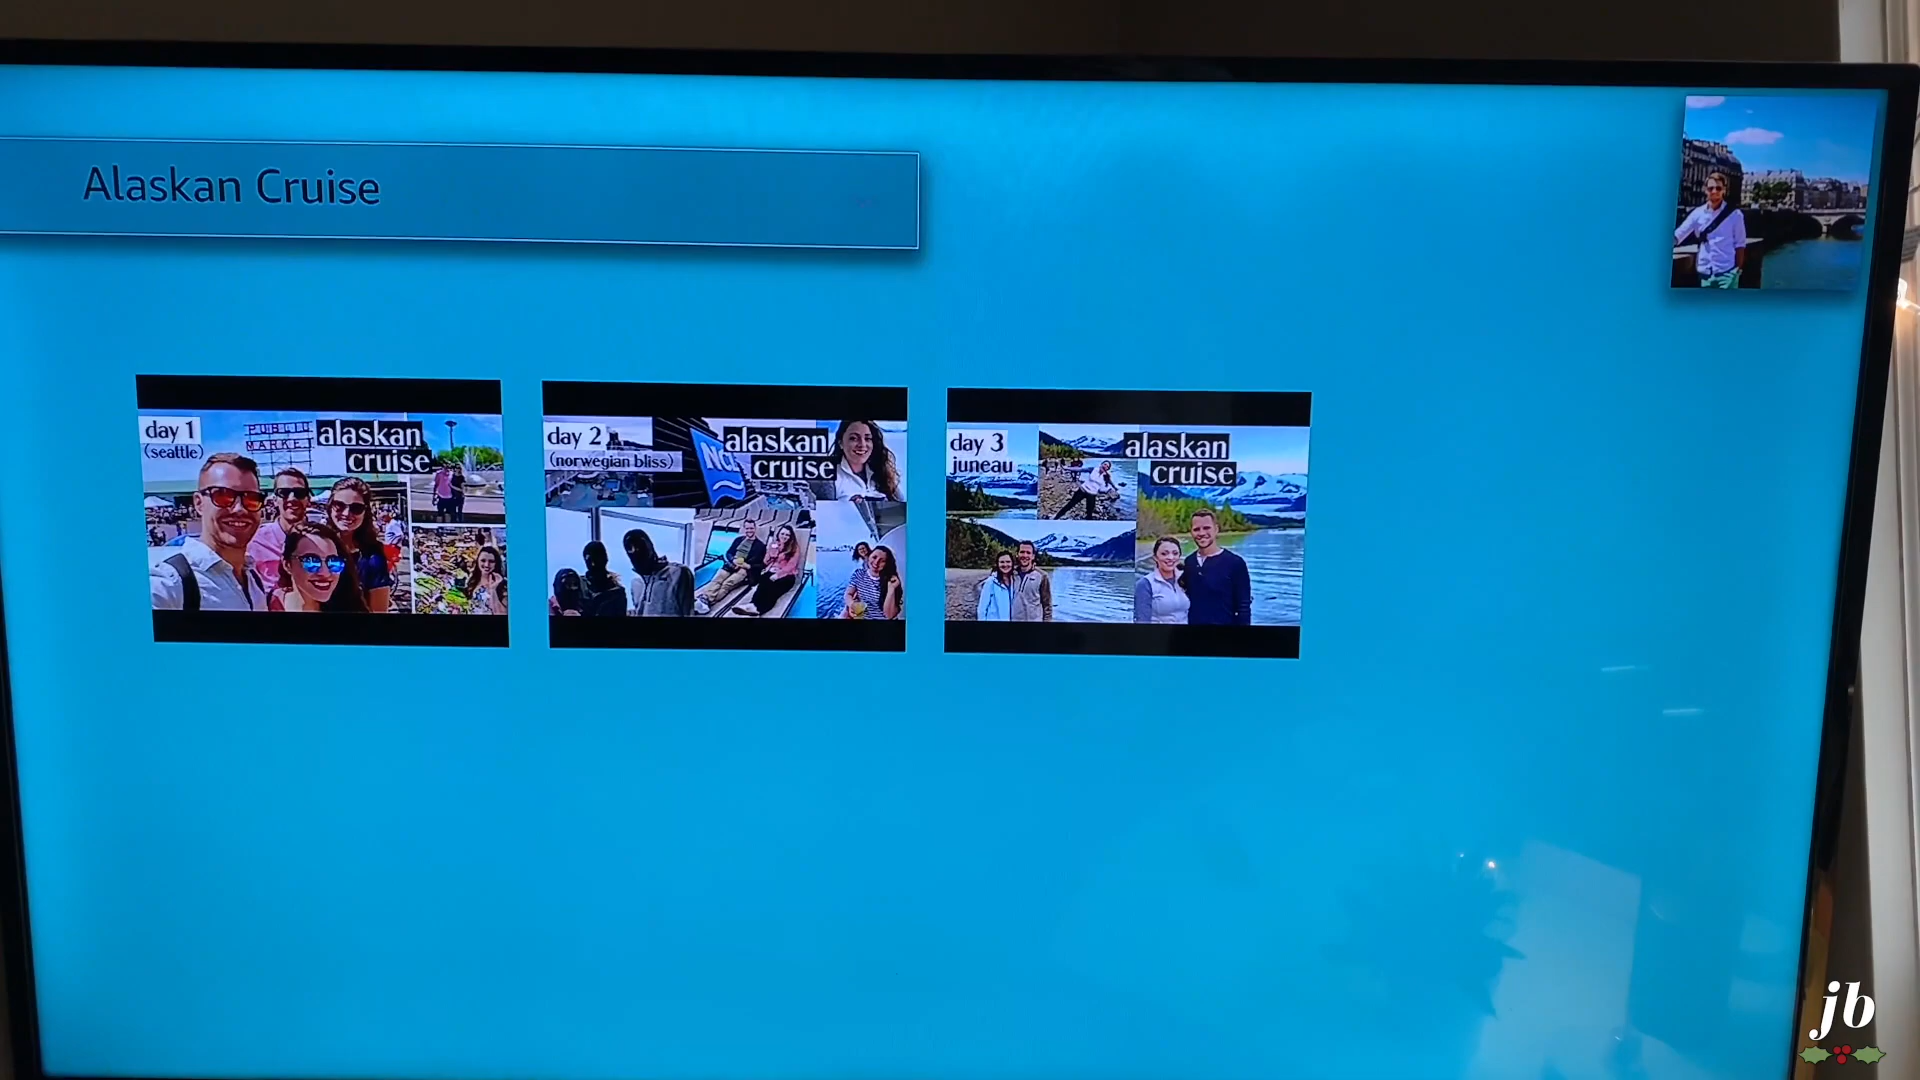 Alaskan Cruise
day 1
(seattle)
PUBLIC
MARKET
alaskan
cruise
day 2
(norwegian bliss)
NCL
alaskan
cruise
day 3
juneau
alaskan
cruise
jb